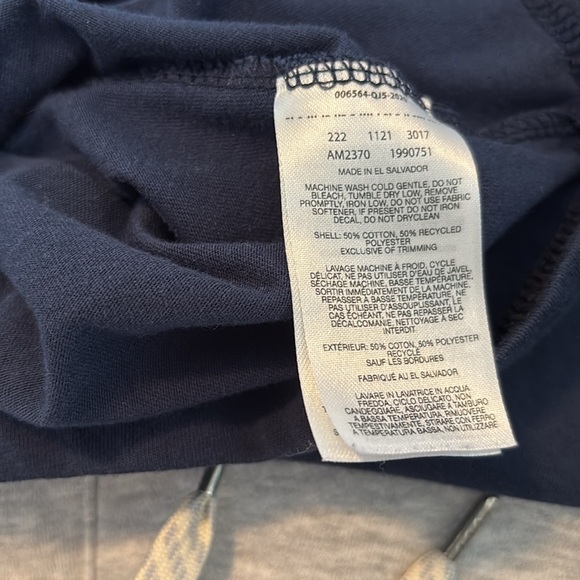 006564-QJ5-202
222 1121 3017
AM2370 1990751
MADE IN EL SALVADOR
MACHINE WASH COLD GENTLE, DO NOT
BLEACH, TUMBLE DRY LOW, REMOVE
PROMPTLY, IRON LOW, DO NOT USE FABRIC
SOFTENER, IF PRESENT DO NOT IRON
DECAL, DO NOT DRYCLEAN
SHELL: 50% COTTON, 50% RECYCLED
POLYESTER
EXCLUSIVE OF TRIMMING
LAVAGE MACHINE À FROID, CYCLE
DÉLICAT, NE PAS UTILISER D'EAU DE JAVEL,
SÉCHAGE MACHINE, BASSE TEMPÉRATURE,
SORTIR IMMÉDIATEMENT DE LA MACHINE,
REPASSER À BASSE TEMPÉRATURE, NE
PAS UTILISER D'ASSOUPLISSANT, LE
CAS ÉCHÉANT, NE PAS REPASSER LA
DÉCALCOMANIE, NETTOYAGE À SEC
INTERDIT.
EXTÉRIEUR: 50% COTON, 50% POLYESTER
RECYCLÉ
SAUF LES BORDURES
FABRIQUÉ AU EL SALVADOR
LAVARE IN LAVATRICE IN ACQUA
FREDDA, CICLO DELICATO, NON
CANDEGGIARE, ASCIUGARE A TAMBURO
A BASSA TEMPERATURA, RIMUOVERE
TEMPESTIVAMENTE, STIRARE CON FERRO
A TEMPERATURA BASSA, NON USARE